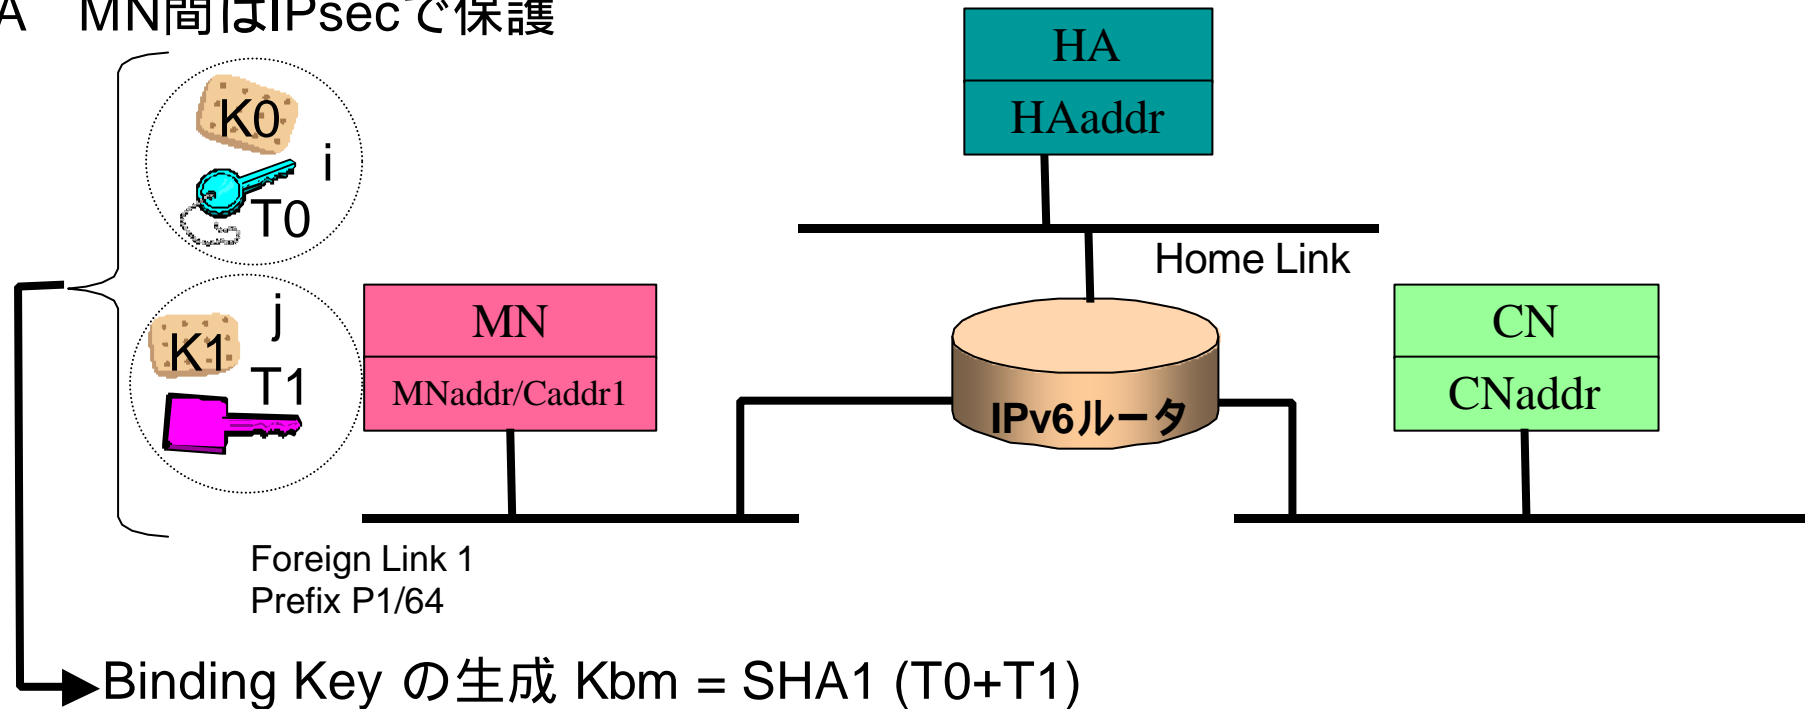 A MN間はIPsecで保護
K0
i
T0
j
K1
T1
MN
MNaddr/Caddr1
HA
HAaddr
Home Link
IPv6ルータ
CN
CNaddr
Foreign Link 1
Prefix P1/64
Binding Key の生成 Kbm = SHA1 (T0+T1)